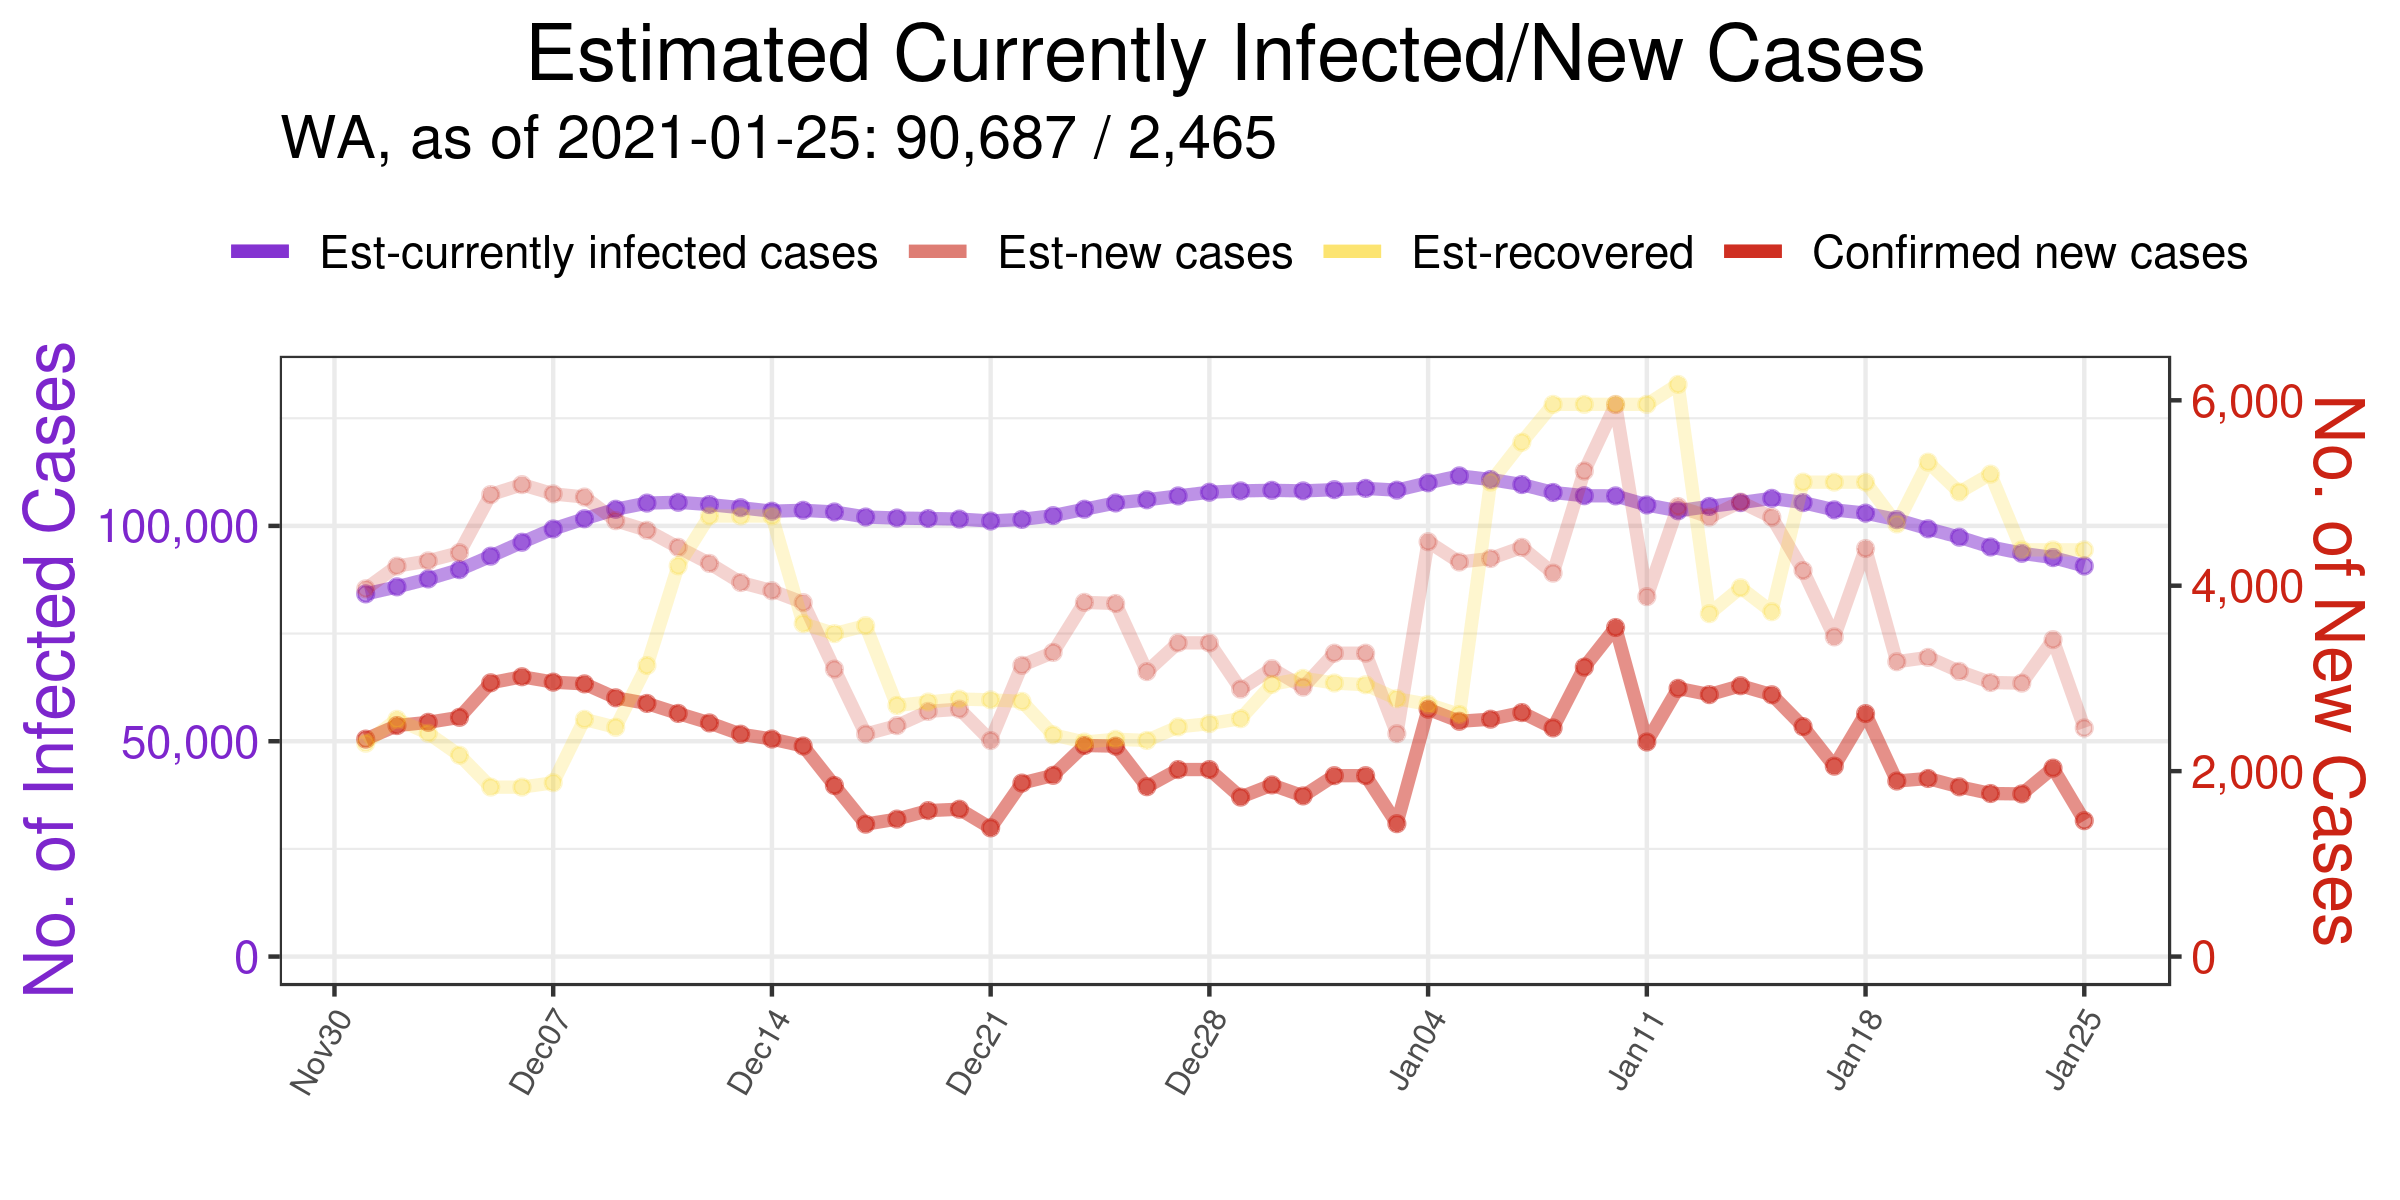 Estimated Currently Infected/New Cases
WA, as of 2021-01-25: 90,687 / 2,465
Est-currently infected cases Est-new cases Est-recovered Confirmed new cases
No. of Infected Cases
100,000
50,000
0
6,000
4,000
2,000
0
No. of New Cases
Nov30 Dec07 Dec14 Dec21 Dec28 Jan04 Jan11 Jan18 Jan25